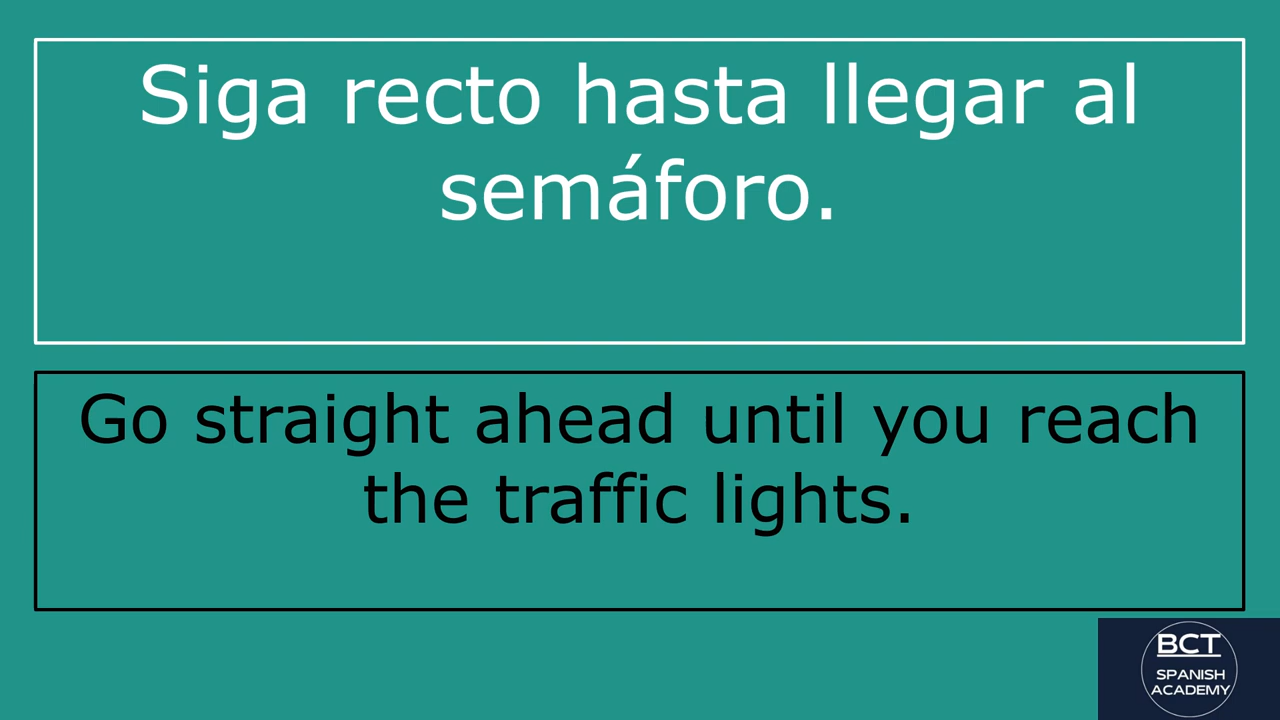 Siga recto hasta llegar al
semáforo.
Go straight ahead until you reach
the traffic lights.
BCT
SPANISH
ACADEMY